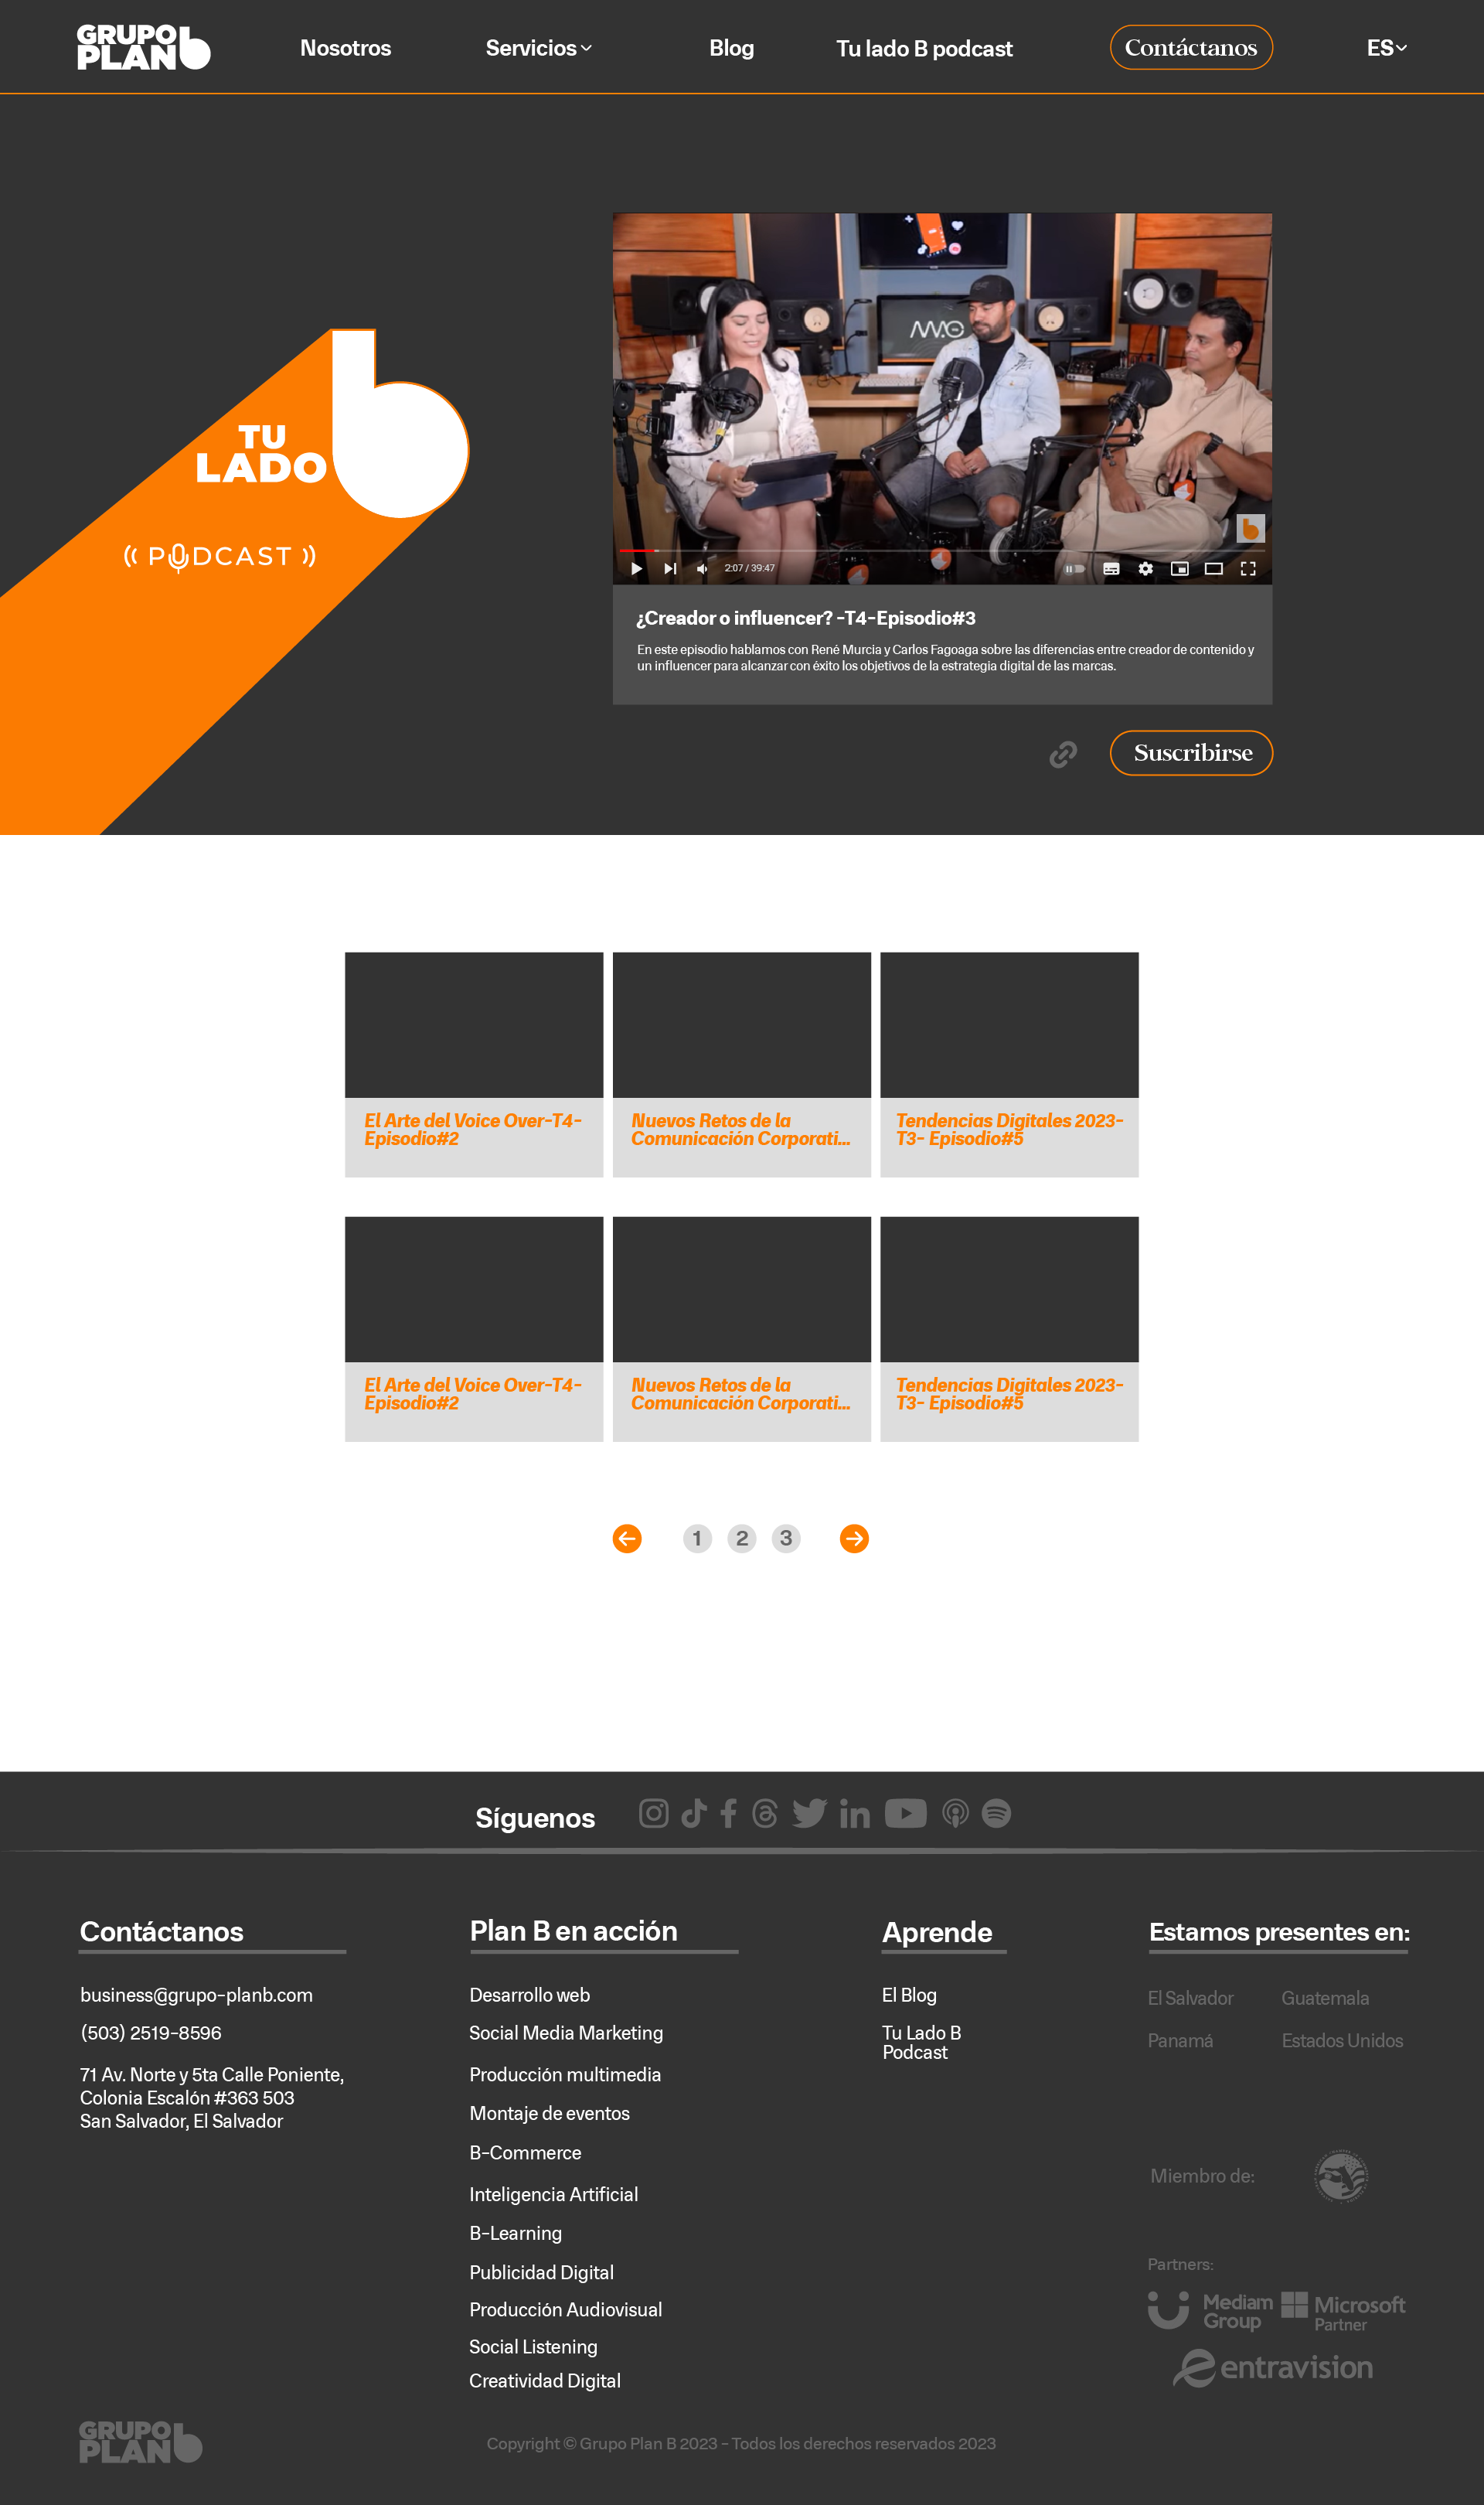 GRUPO
PLAN b
Nosotros
Servicios
Blog
Tu lado B podcast
Contáctanos
ES
TU
LADO
PODCAST
2:07 / 39:47
¿Creador o influencer? -T4-Episodio#3
En este episodio hablamos con René Murcia y Carlos Fagoaga sobre las diferencias entre creador de contenido y
un influencer para alcanzar con éxito los objetivos de la estrategia digital de las marcas.
Suscribirse
El Arte del Voice Over-T4-
Episodio#2
Nuevos Retos de la
Comunicación Corporati...
Tendencias Digitales 2023-
T3- Episodio#5
El Arte del Voice Over-T4-
Episodio#2
Nuevos Retos de la
Comunicación Corporati...
Tendencias Digitales 2023-
T3- Episodio#5
1 2 3
Síguenos
Contáctanos
business@grupo-planb.com
(503) 2519-8596
71 Av. Norte y 5ta Calle Poniente,
Colonia Escalón #363 503
San Salvador, El Salvador
Plan B en acción
Desarrollo web
Social Media Marketing
Producción multimedia
Montaje de eventos
B-Commerce
Inteligencia Artificial
B-Learning
Publicidad Digital
Producción Audiovisual
Social Listening
Creatividad Digital
Aprende
El Blog
Tu Lado B
Podcast
Estamos presentes en:
El Salvador
Guatemala
Panamá
Estados Unidos
Miembro de:
Partners:
Mediam
Group
Microsoft
Partner
entravision
GRUPO
PLAN b
Copyright © Grupo Plan B 2023 - Todos los derechos reservados 2023